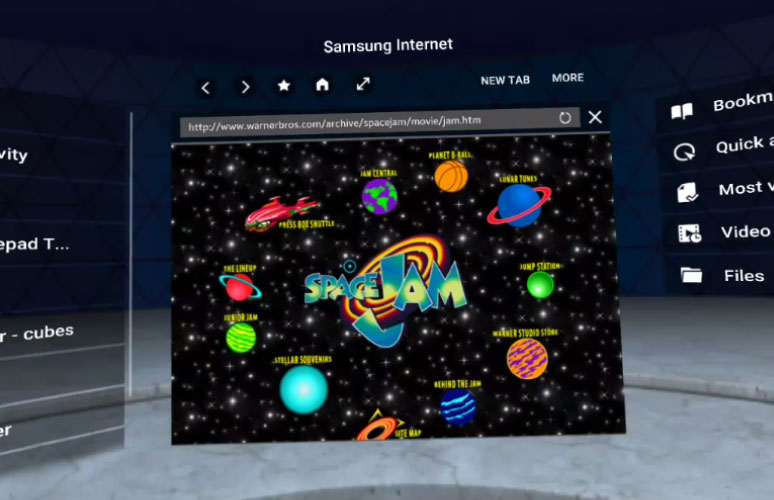 Samsung Internet
NEW TAB
MORE
http://www.warnerbros.com/archive/spacejam/movie/jam.htm
vity
epad T...
r - cubes
er
PLANET B-BALL
JAM CENTRAL
LUNAR TUNES
PRESS BOX SHUTTLE
THE LINEUP
SPACE JAM
JUMP STATION
JUNIOR JAM
WARNER STUDIO STORE
STELLAR SOUVENIRS
BEHIND THE JAM
SITE MAP
Bookm
Quick a
Most v
Video
Files